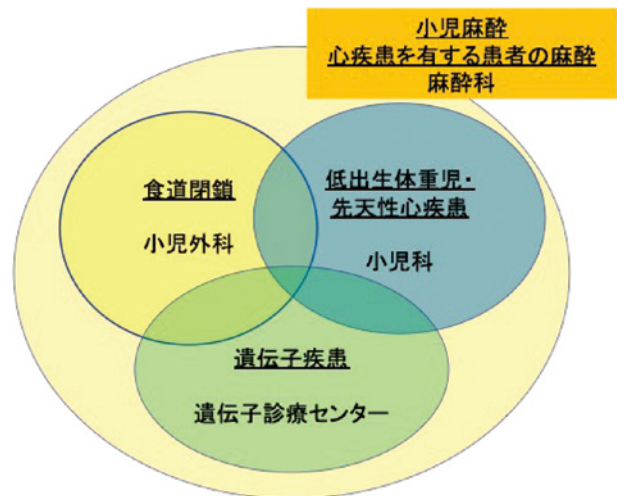 小児麻酔
心疾患を有する患者の麻酔
麻酔科
食道閉鎖
小児外科
低出生体重児・
先天性心疾患
小児科
遺伝子疾患
遺伝子診療センター